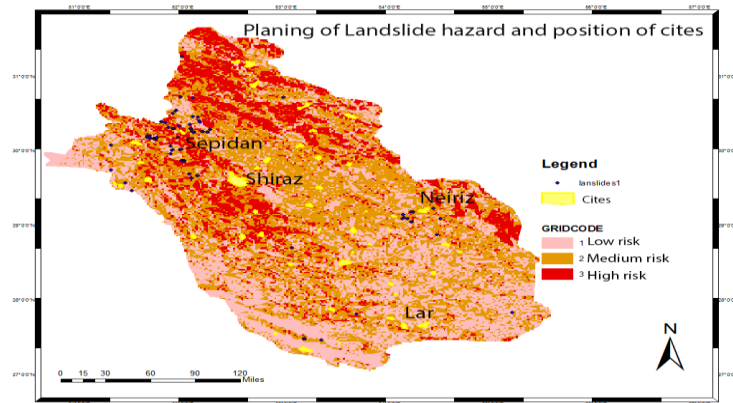 Planing of Landslide hazard and position of cites
Sepidan
Shiraz
Neiriz
Lar
Legend
lanslides1
Cites
GRIDCODE
1 Low risk
2 Medium risk
3 High risk
N
0 15 30 60 90 120
Miles